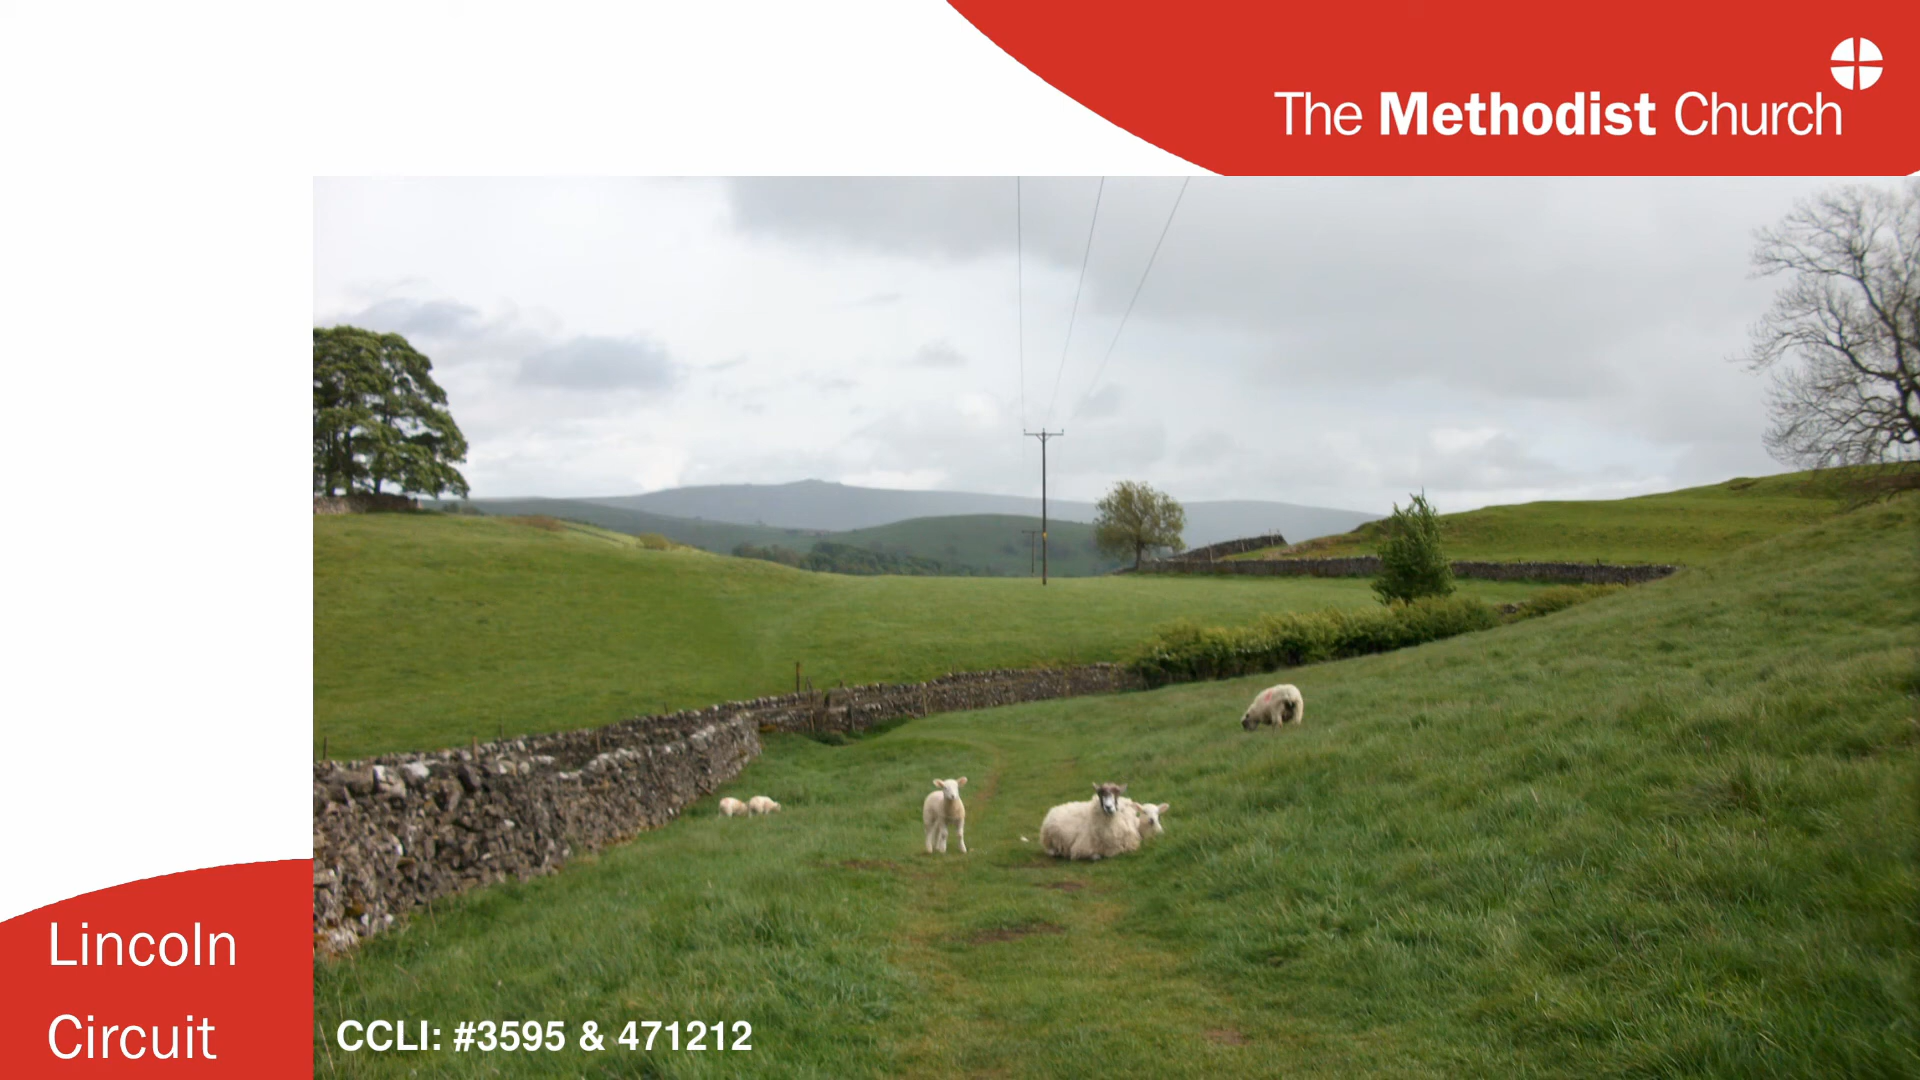 The Methodist Church
Lincoln
Circuit
CCLI: #3595 & 471212